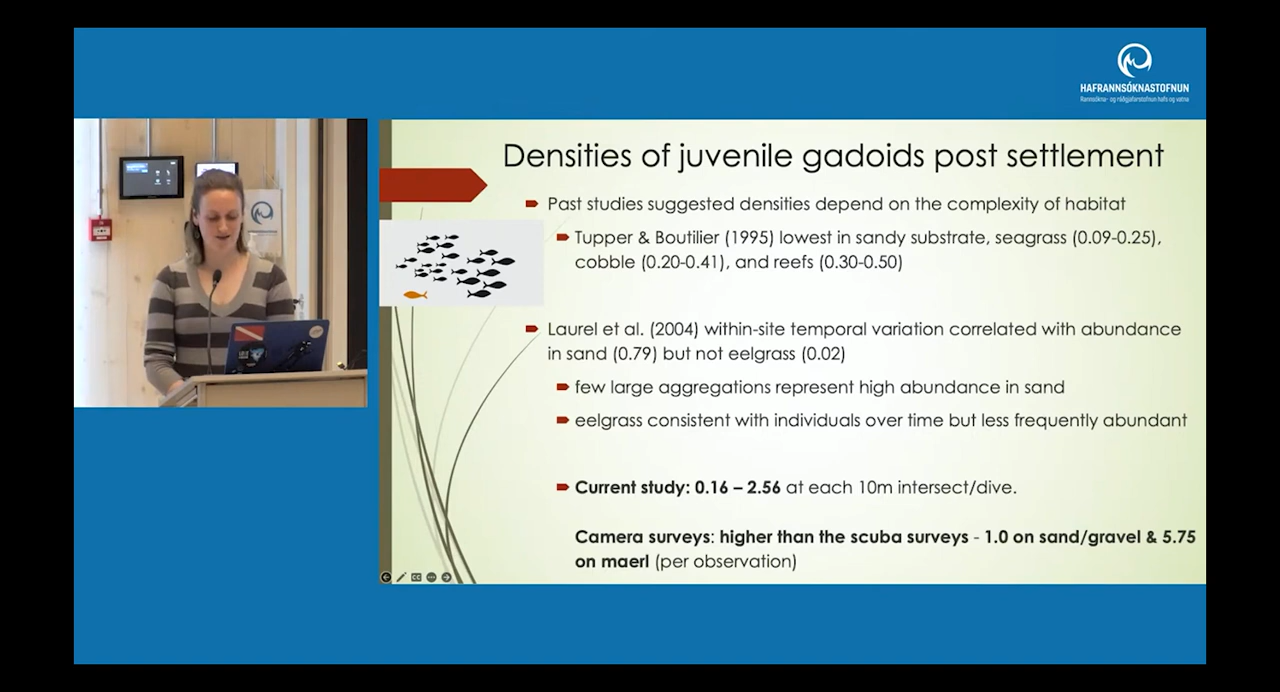 HAFRANNSÓKNASTOFNUN
Rannsókna- og ráðgjafarstofnun hafs og vatna
Densities of juvenile gadoids post settlement
Past studies suggested densities depend on the complexity of habitat
Tupper & Boutilier (1995) lowest in sandy substrate, seagrass (0.09-0.25),
cobble (0.20-0.41), and reefs (0.30-0.50)
Laurel et al. (2004) within-site temporal variation correlated with abundance
in sand (0.79) but not eelgrass (0.02)
few large aggregations represent high abundance in sand
eelgrass consistent with individuals over time but less frequently abundant
Current study: 0.16 – 2.56 at each 10m intersect/dive.
Camera surveys: higher than the scuba surveys - 1.0 on sand/gravel & 5.75
on maerl (per observation)